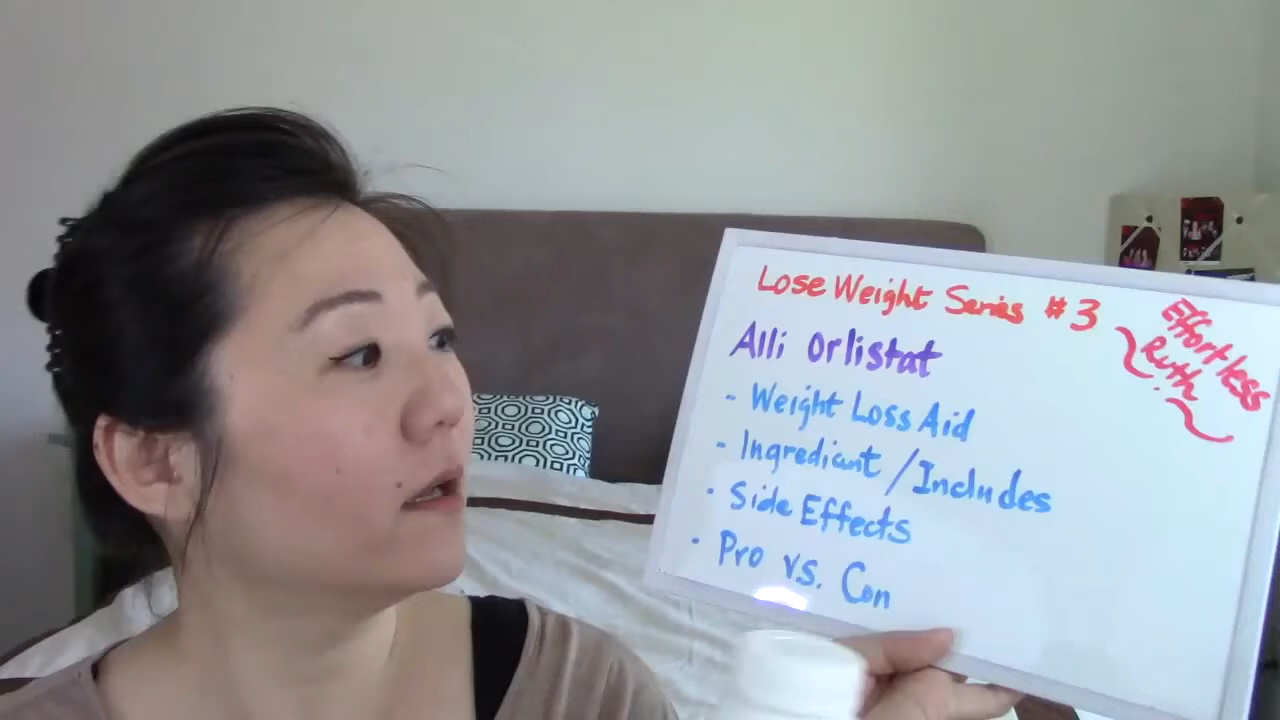 Lose Weight Series #3
Effortless
Ruth
Alli Orlistat
- Weight Loss Aid
- Ingrediant / Includes
- Side Effects
- Pro vs. Con